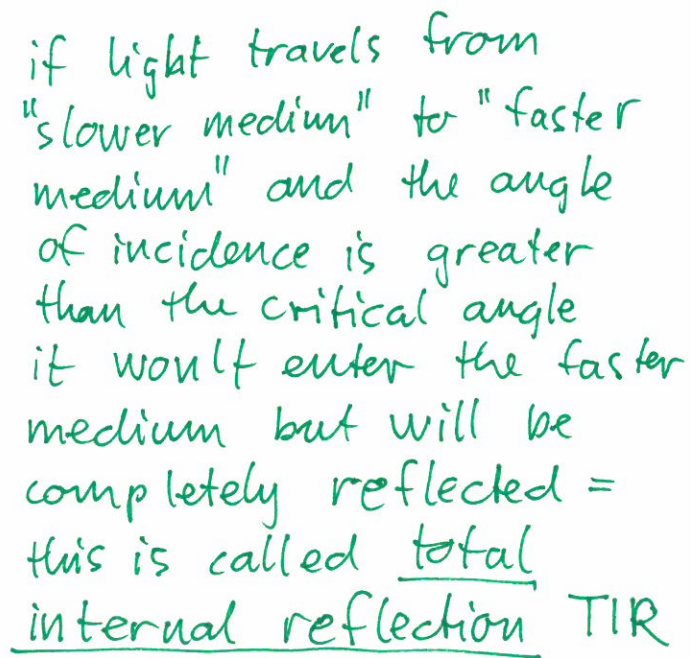 if light travels from
"slower medium" to "faster
medium" and the angle
of incidence is greater
than the critical angle
it won't enter the faster
medium but will be
completely reflected =
this is called total
internal reflection TIR